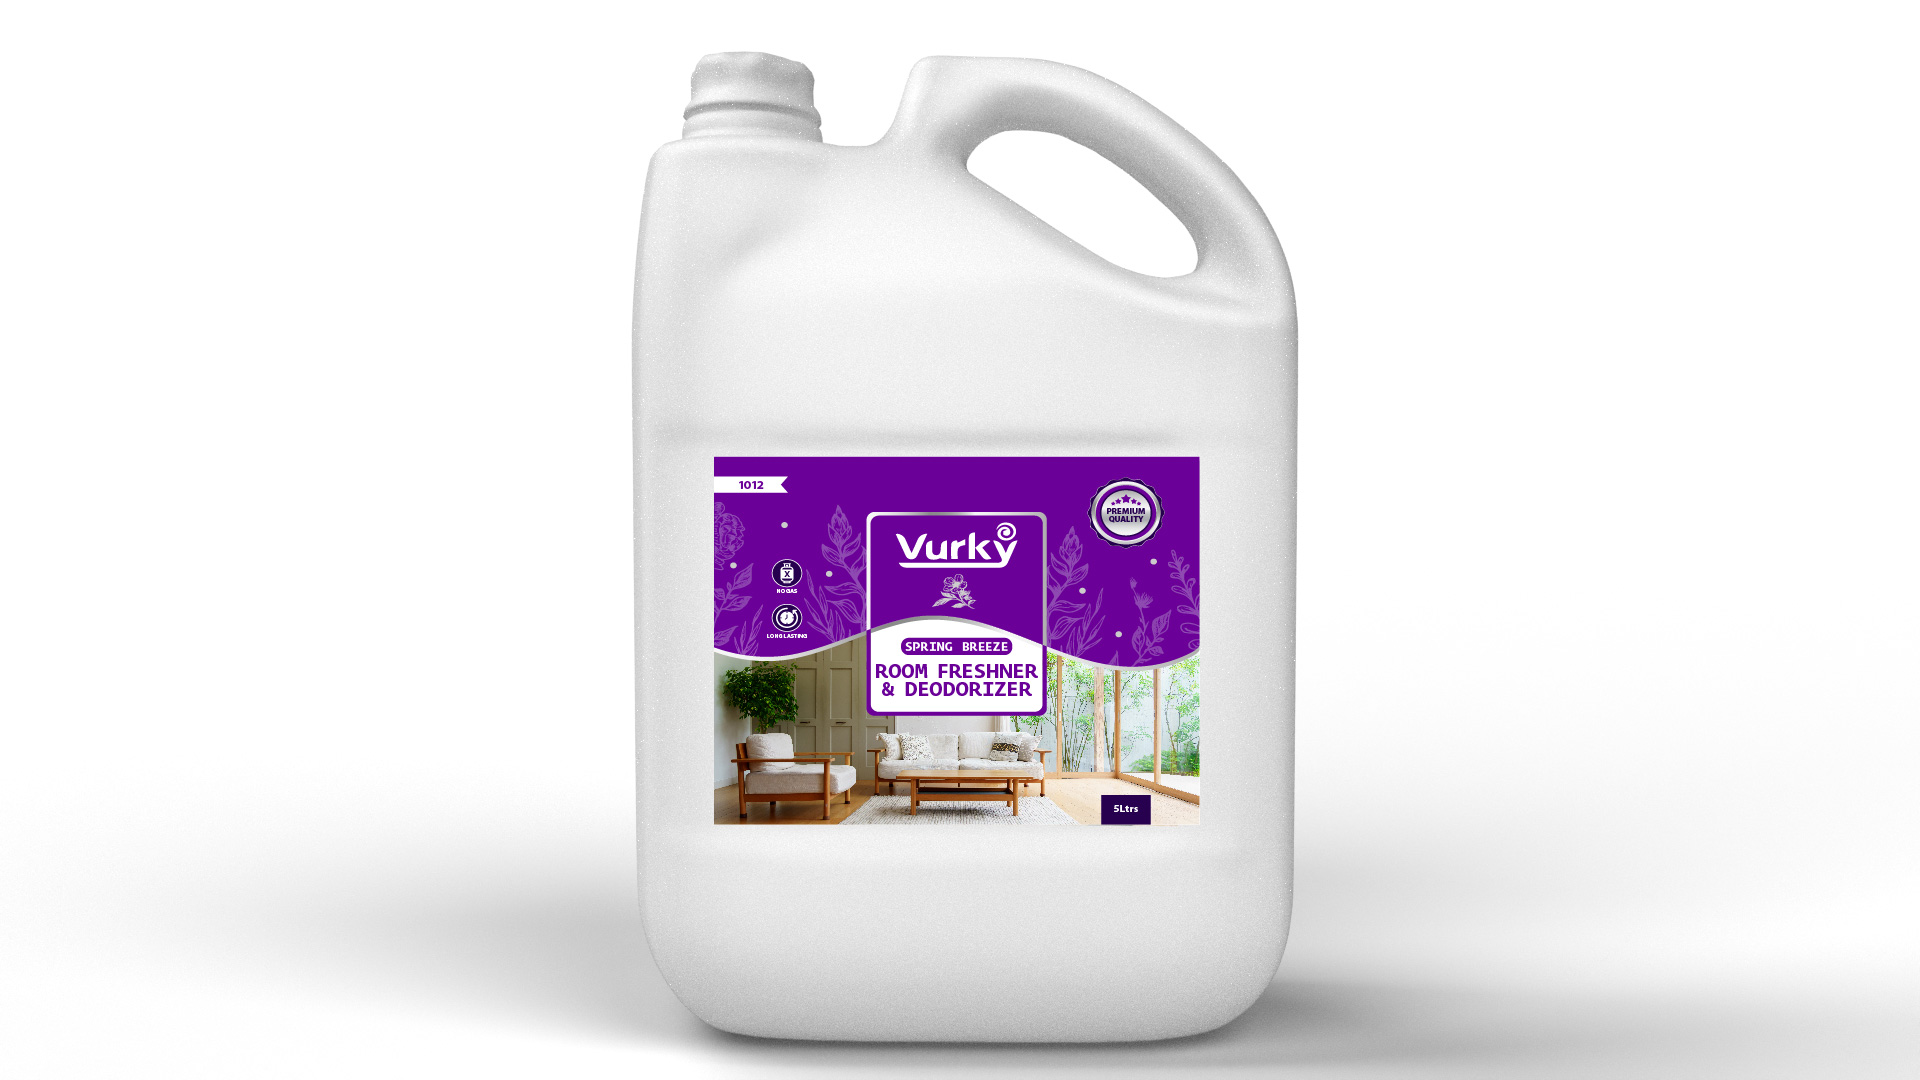 1012
PREMIUM
QUALITY
Vurky
X
NO GAS
LONG LASTING
SPRING BREEZE
ROOM FRESHNER
& DEODORIZER
5Ltrs